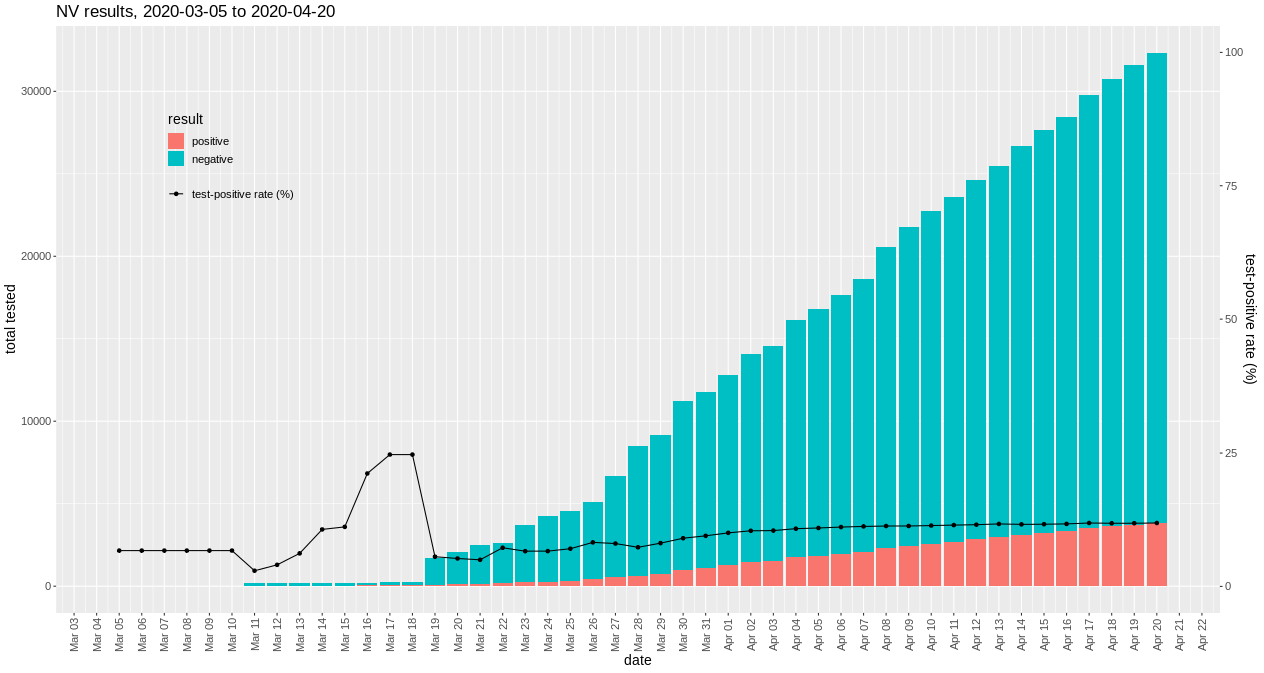 NV results, 2020-03-05 to 2020-04-20
total tested
30000
20000
10000
0
result
positive
negative
test-positive rate (%)
100
75
50
25
0
test-positive rate (%)
Mar 03
Mar 04
Mar 05
Mar 06
Mar 07
Mar 08
Mar 09
Mar 10
Mar 11
Mar 12
Mar 13
Mar 14
Mar 15
Mar 16
Mar 17
Mar 18
Mar 19
Mar 20
Mar 21
Mar 22
Mar 23
Mar 24
Mar 25
Mar 26
Mar 27
Mar 28
Mar 29
Mar 30
Mar 31
Apr 01
Apr 02
Apr 03
Apr 04
Apr 05
Apr 06
Apr 07
Apr 08
Apr 09
Apr 10
Apr 11
Apr 12
Apr 13
Apr 14
Apr 15
Apr 16
Apr 17
Apr 18
Apr 19
Apr 20
Apr 21
Apr 22
date